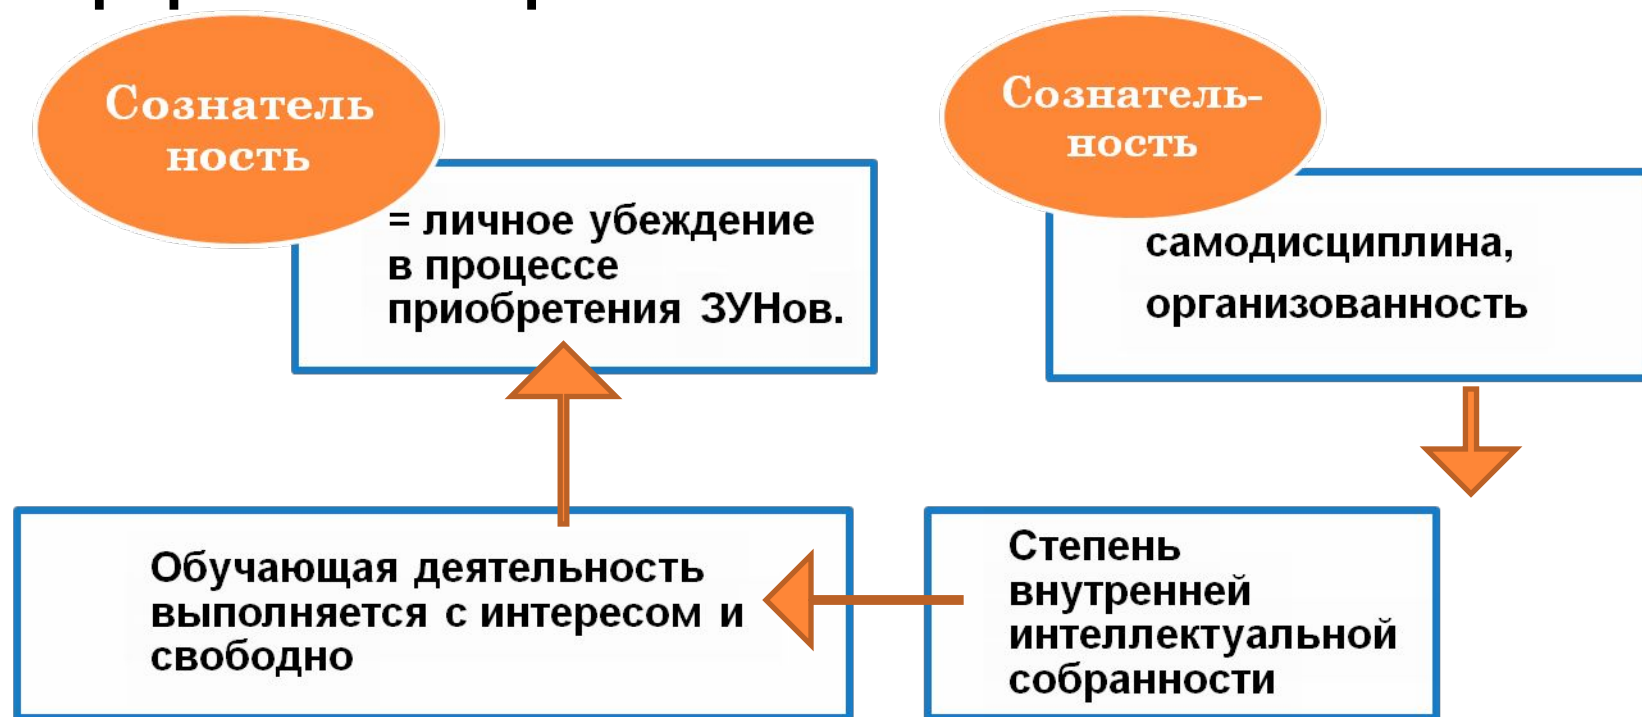 Сознатель
ность
= личное убеждение
в процессе
приобретения ЗУНов.
Сознатель-
ность
самодисциплина,
организованность
Обучающая деятельность
выполняется с интересом и
свободно
Степень
внутренней
интеллектуальной
собранности